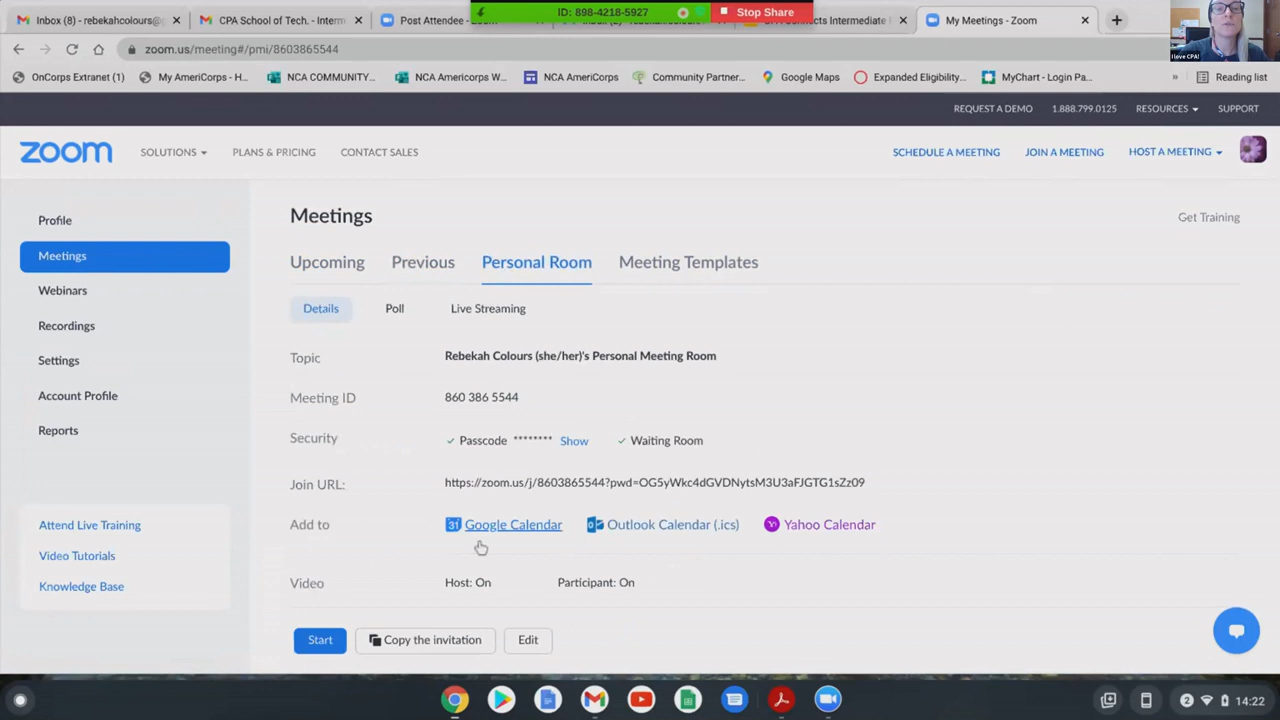 Inbox (8) - rebekahcolours@
CPA School of Tech. - Interm
Post Attendee - Zoom
ID: 898-4218-5927
Stop Share
Connects Intermediate
My Meetings - Zoom
zoom.us/meeting#/pmi/8603865544
OnCorps Extranet (1)
My AmeriCorps - H...
NCA COMMUNITY...
NCA Americorps W...
NCA AmeriCorps
Community Partner...
Google Maps
Expanded Eligibility...
MyChart - Login Pa...
»
Reading list
I love CPA!
REQUEST A DEMO
1.888.799.0125
RESOURCES
SUPPORT
zoom
SOLUTIONS
PLANS & PRICING
CONTACT SALES
SCHEDULE A MEETING
JOIN A MEETING
HOST A MEETING
Profile
Meetings
Webinars
Recordings
Settings
Account Profile
Reports
Attend Live Training
Video Tutorials
Knowledge Base
Meetings
Get Training
Upcoming
Previous
Personal Room
Meeting Templates
Details
Poll
Live Streaming
Topic
Rebekah Colours (she/her)'s Personal Meeting Room
Meeting ID
860 386 5544
Security
Passcode ******** Show
Waiting Room
Join URL:
https://zoom.us/j/8603865544?pwd=OG5yWkc4dGVDNytsM3U3aFJGTG1sZz09
Add to
31
Google Calendar
Outlook Calendar (.ics)
Yahoo Calendar
Video
Host: On
Participant: On
Start
Copy the invitation
Edit
2
14:22